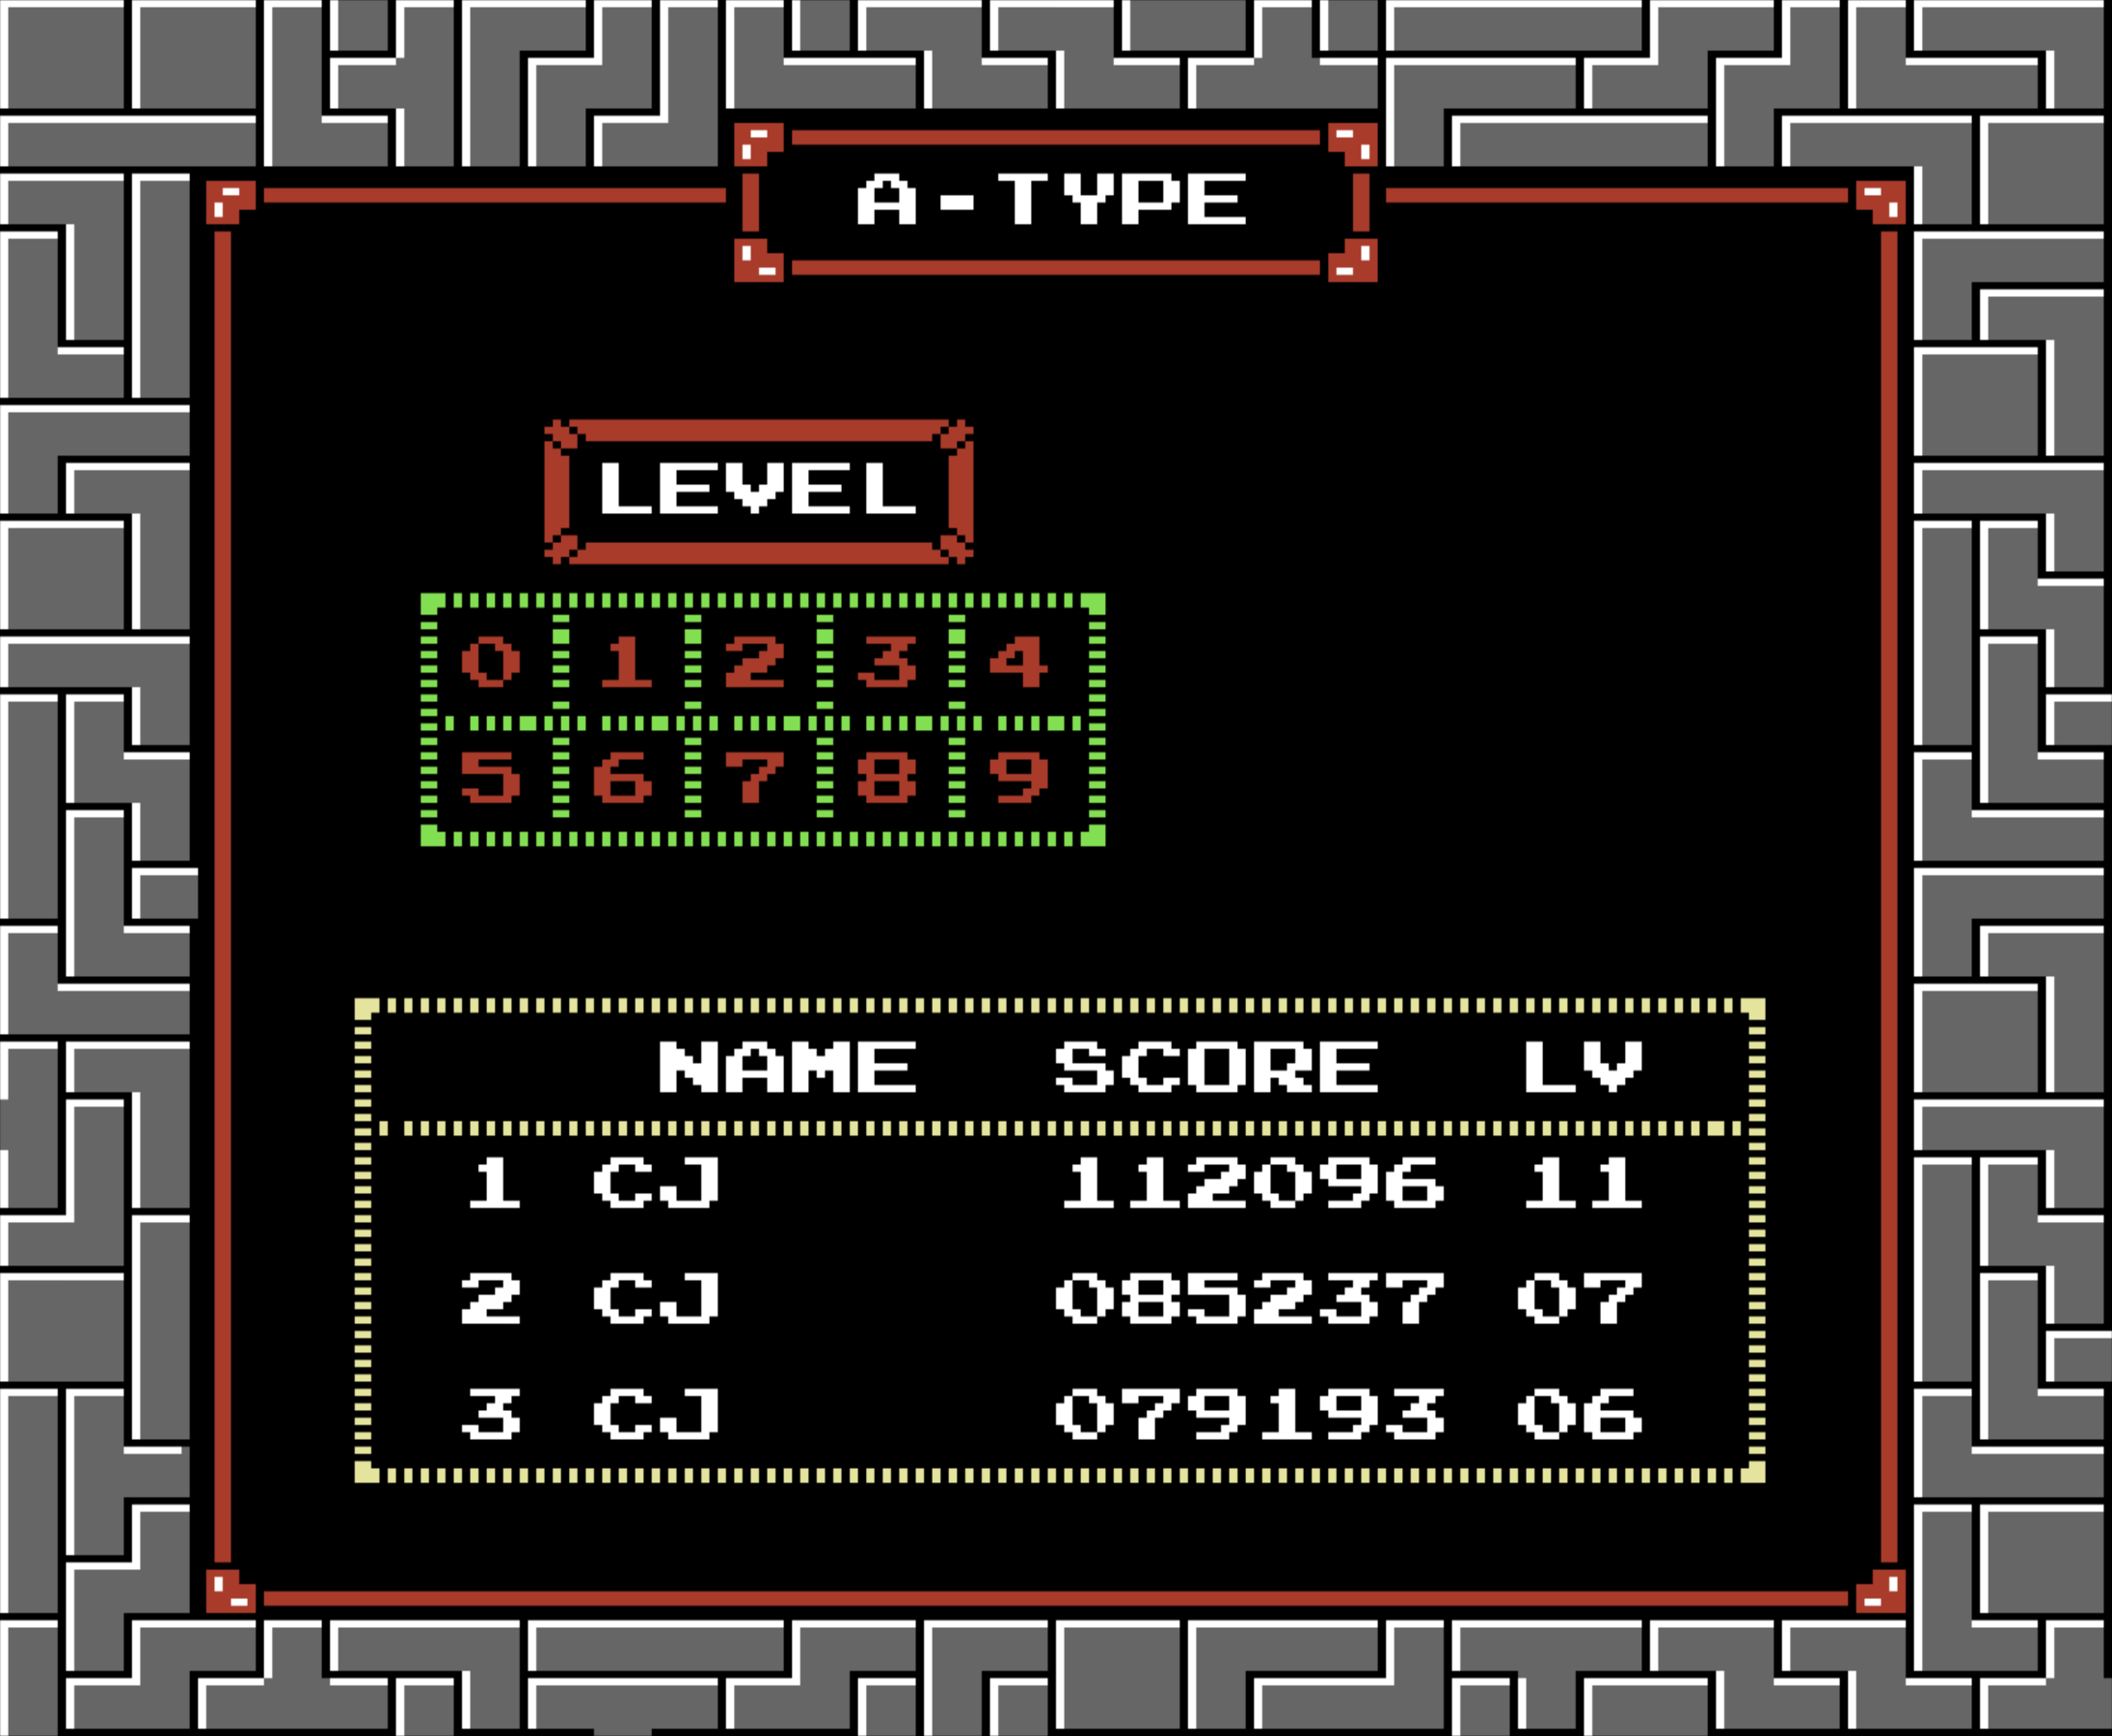 A-TYPE
LEVEL
0 1 2 3 4
5 6 7 8 9
NAME SCORE LV
1 CJ 112096 11
2 CJ 085237 07
3 CJ 079193 06